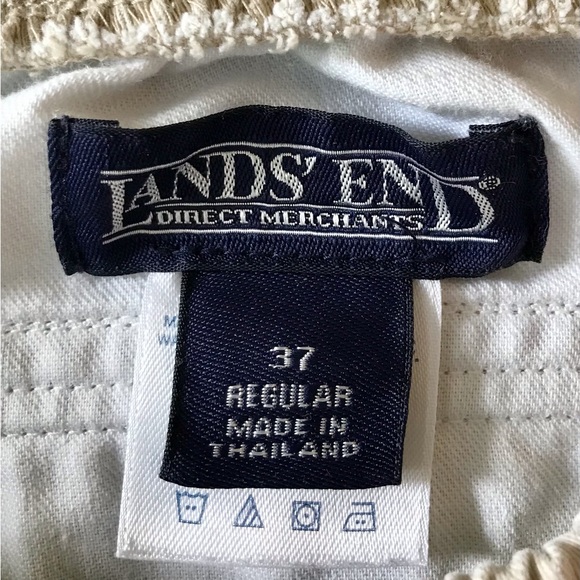 LANDS' END®
DIRECT MERCHANTS
37
REGULAR
MADE IN
THAILAND